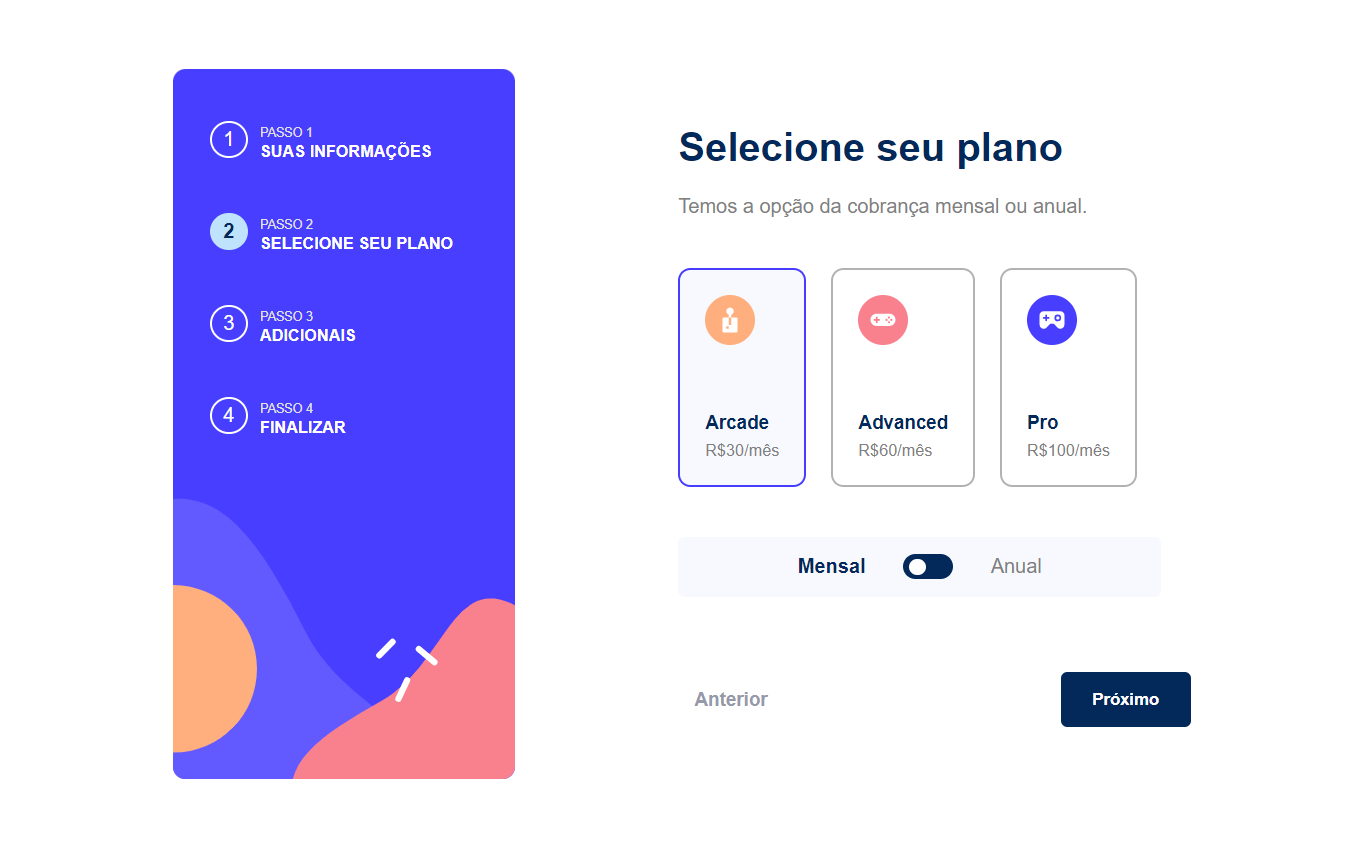 1
PASSO 1
SUAS INFORMAÇÕES
2
PASSO 2
SELECIONE SEU PLANO
3
PASSO 3
ADICIONAIS
4
PASSO 4
FINALIZAR
Selecione seu plano
Temos a opção da cobrança mensal ou anual.
Arcade
R$30/mês
Advanced
R$60/mês
Pro
R$100/mês
Mensal
Anual
Anterior
Próximo